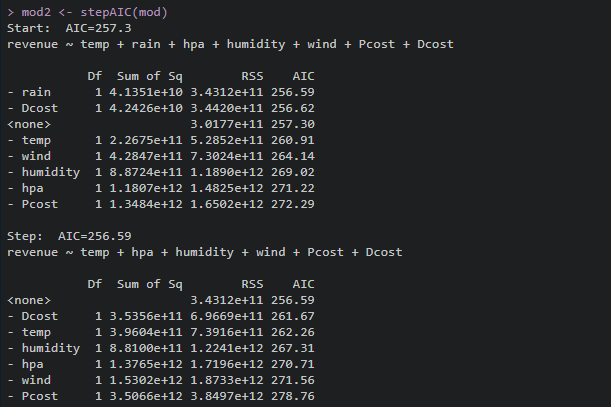 > mod2 <- stepAIC(mod)
Start:  AIC=257.3
revenue ~ temp + rain + hpa + humidity + wind + Pcost + Dcost

           Df  Sum of Sq        RSS    AIC
- rain      1 4.1351e+10 3.4312e+11 256.59
- Dcost     1 4.2426e+10 3.4420e+11 256.62
<none>                   3.0177e+11 257.30
- temp      1 2.2675e+11 5.2852e+11 260.91
- wind      1 4.2847e+11 7.3024e+11 264.14
- humidity  1 8.8724e+11 1.1890e+12 269.02
- hpa       1 1.1807e+12 1.4825e+12 271.22
- Pcost     1 1.3484e+12 1.6502e+12 272.29

Step:  AIC=256.59
revenue ~ temp + hpa + humidity + wind + Pcost + Dcost

           Df  Sum of Sq        RSS    AIC
<none>                   3.4312e+11 256.59
- Dcost     1 3.5356e+11 6.9669e+11 261.67
- temp      1 3.9604e+11 7.3916e+11 262.26
- humidity  1 8.8100e+11 1.2241e+12 267.31
- hpa       1 1.3765e+12 1.7196e+12 270.71
- wind      1 1.5302e+12 1.8733e+12 271.56
- Pcost     1 3.5066e+12 3.8497e+12 278.76